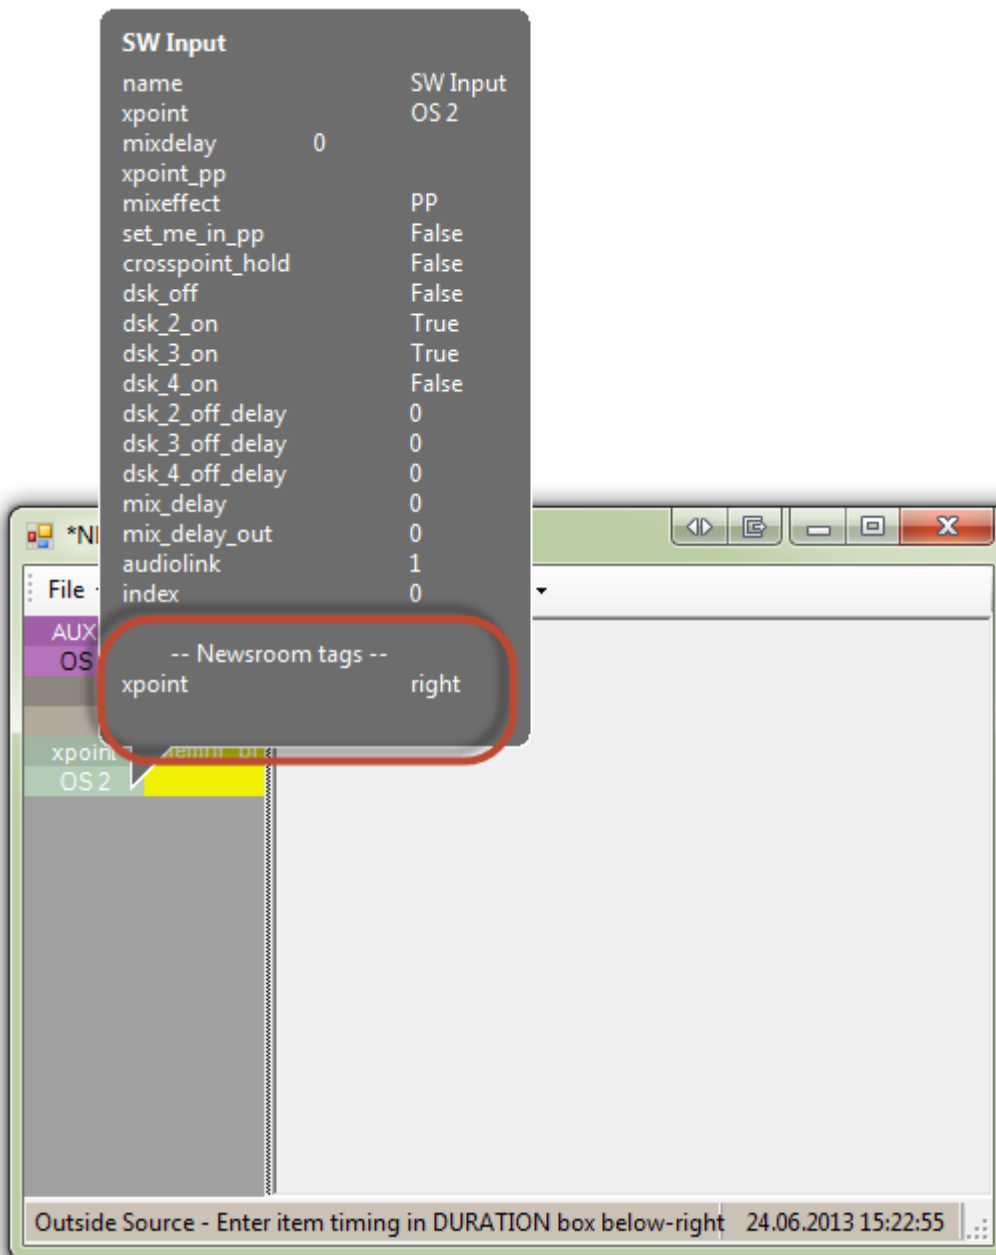 SW Input
name SW Input
xpoint OS 2
mixdelay 0
xpoint_pp
mixeffect PP
set_me_in_pp False
crosspoint_hold False
dsk_off False
dsk_2_on True
dsk_3_on True
dsk_4_on False
dsk_2_off_delay 0
dsk_3_off_delay 0
dsk_4_off_delay 0
mix_delay 0
mix_delay_out 0
audiolink 1
index 0
-- Newsroom tags --
xpoint right
File
AUX
OS
xpoint
OS 2
Outside Source - Enter item timing in DURATION box below-right 24.06.2013 15:22:55